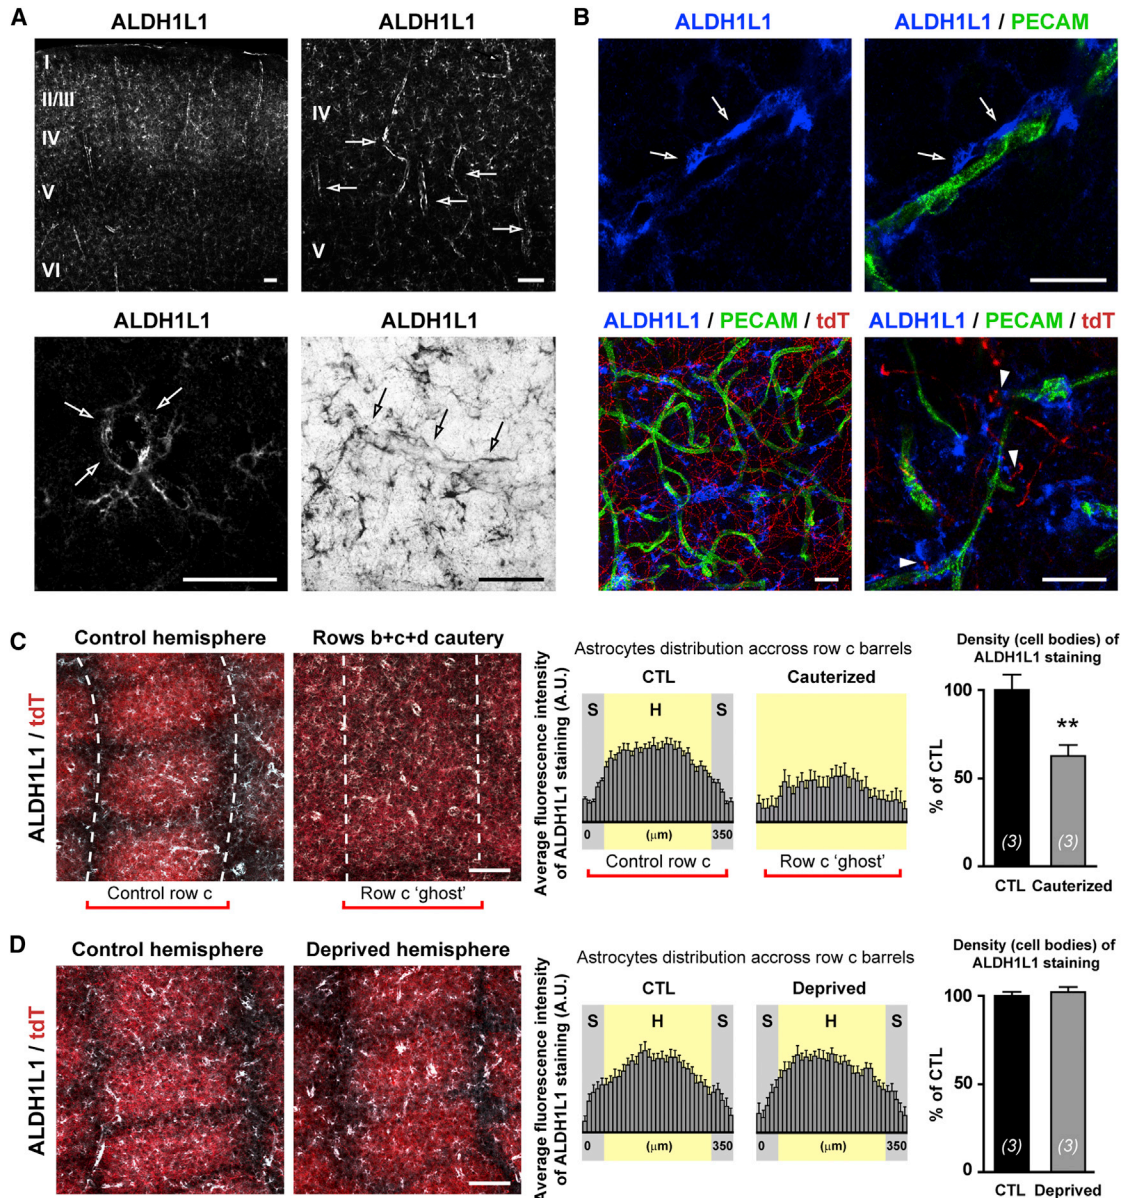 A
ALDH1L1
I
II/III
IV
V
VI
ALDH1L1
IV
V
ALDH1L1
ALDH1L1
B
ALDH1L1
ALDH1L1 / PECAM
ALDH1L1 / PECAM / tdT
ALDH1L1 / PECAM / tdT
C
ALDH1L1 / tdT
Control hemisphere
Rows b+c+d cautery
Control row c
Row c ‘ghost’
Average fluorescence intensity
of ALDH1L1 staining (A.U.)
Astrocytes distribution accross row c barrels
CTL
Cauterized
S
H
S
0
(μm)
350
Control row c
Row c ‘ghost’
Density (cell bodies) of
ALDH1L1 staining
% of CTL
100
50
0
**
(3)
(3)
CTL
Cauterized
D
ALDH1L1 / tdT
Control hemisphere
Deprived hemisphere
Average fluorescence intensity
of ALDH1L1 staining (A.U.)
Astrocytes distribution accross row c barrels
CTL
Deprived
S
H
S
S
H
S
0
(μm)
350
0
(μm)
350
Density (cell bodies) of
ALDH1L1 staining
% of CTL
100
50
0
(3)
(3)
CTL
Deprived